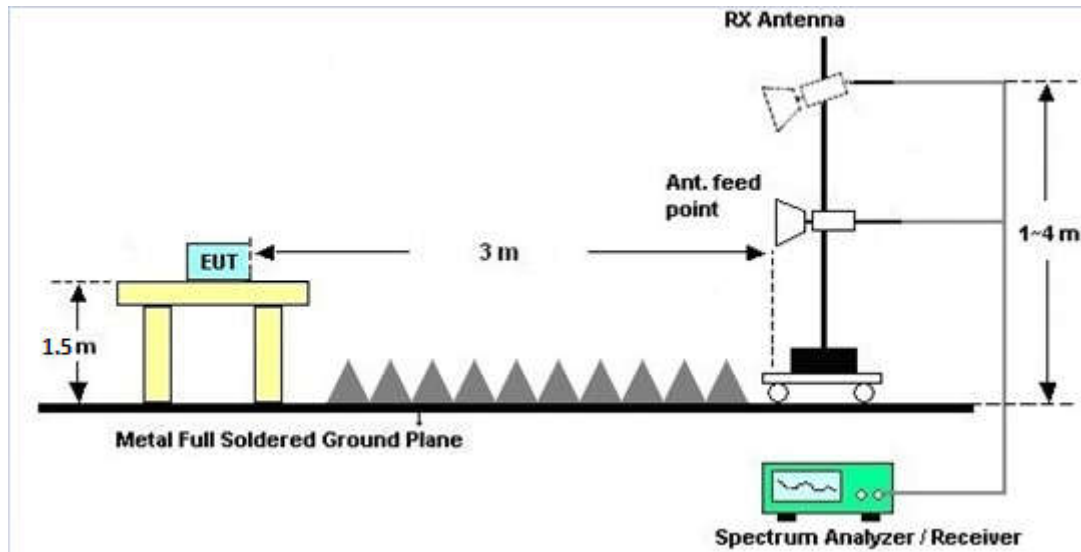 RX Antenna
Ant. feed
point
3 m
1~4 m
EUT
1.5 m
Metal Full Soldered Ground Plane
Spectrum Analyzer / Receiver